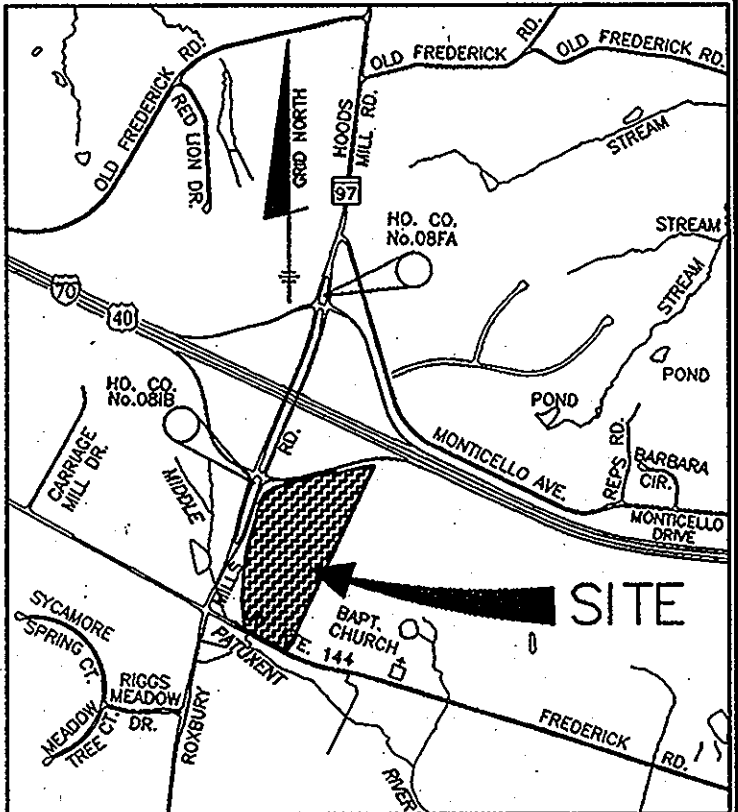 OLD FREDERICK RD.
RED LION DR.
GRID NORTH
HOODS
MILL RD.
97
OLD FREDERICK RD.
OLD FREDERICK RD.
STREAM
HO. CO.
No.08FA
STREAM
STREAM
70
40
POND
POND
HO. CO.
No.08IB
RD.
CARRIAGE
MILL DR.
MIDDLE
MONTICELLO AVE.
REPS RD.
BARBARA
CIR.
MONTICELLO
DRIVE
MILLS
SITE
SYCAMORE
SPRING CT.
BAPT.
CHURCH
PATUXENT
E. 144
RIGGS
MEADOW
DR.
MEADOW
TREE CT.
ROXBURY
FREDERICK
RD.
RIVER